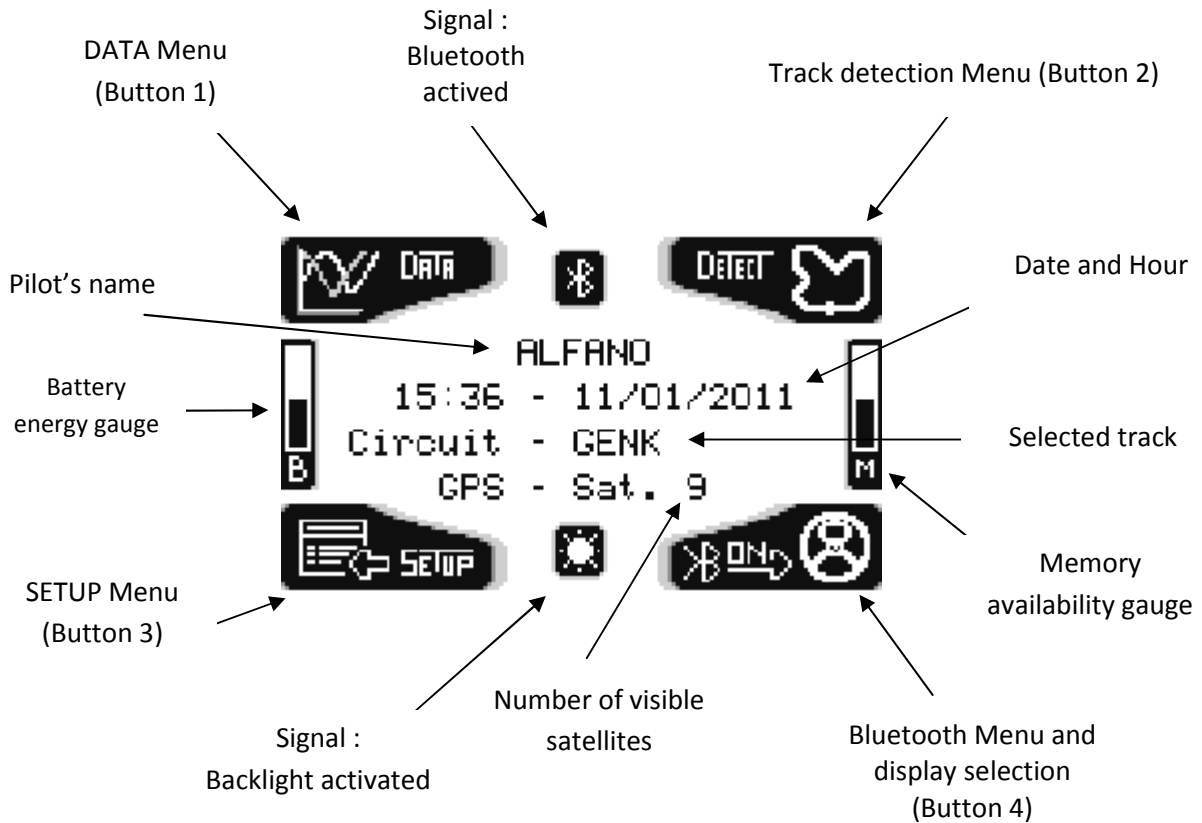 Signal :
Bluetooth
actived
DATA Menu
(Button 1)
Track detection Menu (Button 2)
DATA
DETECT
Date and Hour
Pilot's name
ALFANO
15:36 - 11/01/2011
Battery
energy gauge
Circuit - GENK
Selected track
B
M
GPS - Sat. 9
SETUP
ON
Memory
availability gauge
SETUP Menu
(Button 3)
Number of visible
satellites
Signal :
Backlight activated
Bluetooth Menu and
display selection
(Button 4)